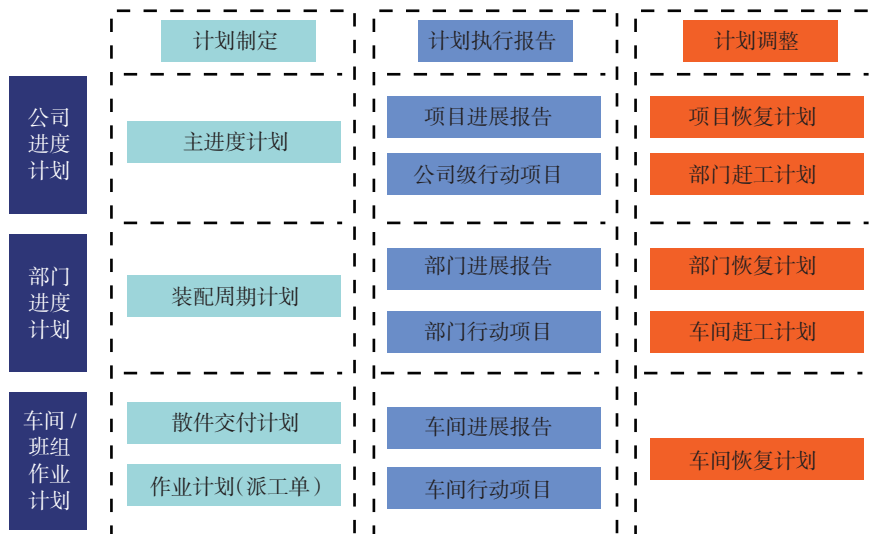 计划制定
计划执行报告
计划调整
公司
进度
计划
主进度计划
项目进展报告
公司级行动项目
项目恢复计划
部门赶工计划
部门
进度
计划
装配周期计划
部门进展报告
部门行动项目
部门恢复计划
车间赶工计划
车间/
班组
作业
计划
散件交付计划
作业计划(派工单)
车间进展报告
车间行动项目
车间恢复计划